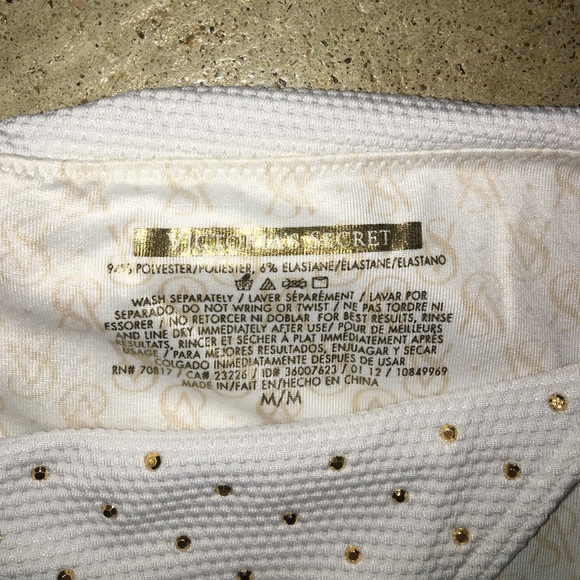 VICTORIA'S SECRET
94% POLYESTER/POLIESTER, 6% ELASTANE/ÉLASTANE/ELASTANO
WASH SEPARATELY / LAVER SÉPARÉMENT / LAVAR POR
SEPARADO. DO NOT WRING OR TWIST / NE PAS TORDRE NI
ESSORER / NO RETORCER NI DOBLAR FOR BEST RESULTS, RINSE
AND LINE DRY IMMEDIATELY AFTER USE/ POUR DE MEILLEURS
RÉSULTATS, RINCER ET SÉCHER À PLAT IMMÉDIATEMENT APRÈS
USAGE / PARA MEJORES RESULTADOS, ENJUAGAR Y SECAR
COLGADO INMEDIATAMENTE DESPUES DE USAR
RN# 70817 / CA# 23226 / ID# 36007623 / 01 12 / 10849969
MADE IN/FAIT EN/HECHO EN CHINA
M/M